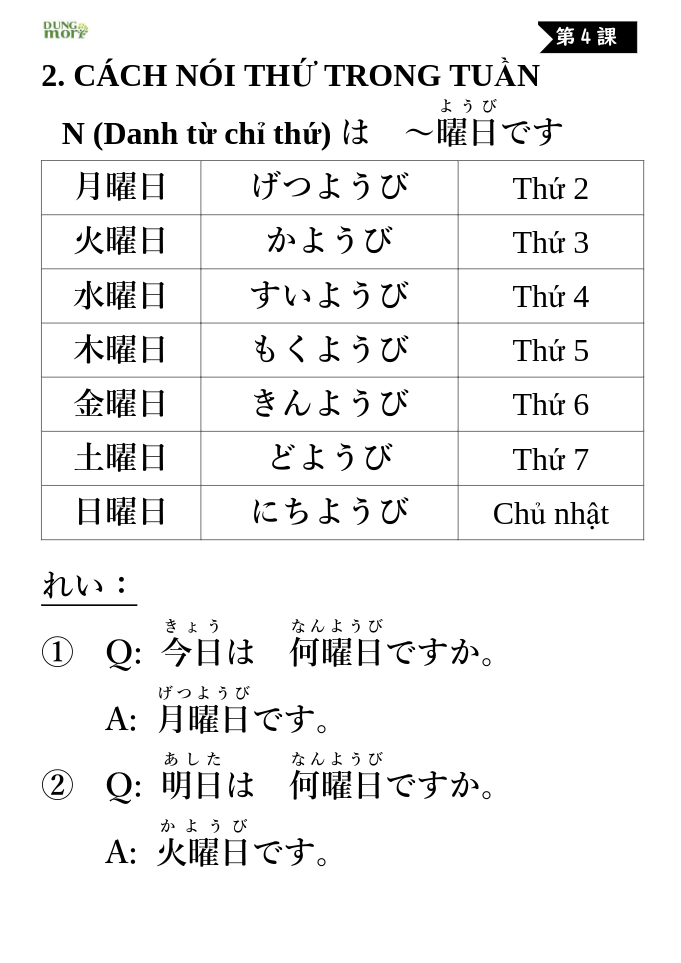 DUNG
mori
第4課
2. CÁCH NÓI THỨ TRONG TUẦN
ようび
N (Danh từ chỉ thứ) は ～曜日です
月曜日 げつようび Thứ 2
火曜日 かようび Thứ 3
水曜日 すいようび Thứ 4
木曜日 もくようび Thứ 5
金曜日 きんようび Thứ 6
土曜日 どようび Thứ 7
日曜日 にちようび Chủ nhật
れい：
きょう なんようび
① Q: 今日は 何曜日ですか。
げつようび
A: 月曜日です。
あした なんようび
② Q: 明日は 何曜日ですか。
かようび
A: 火曜日です。